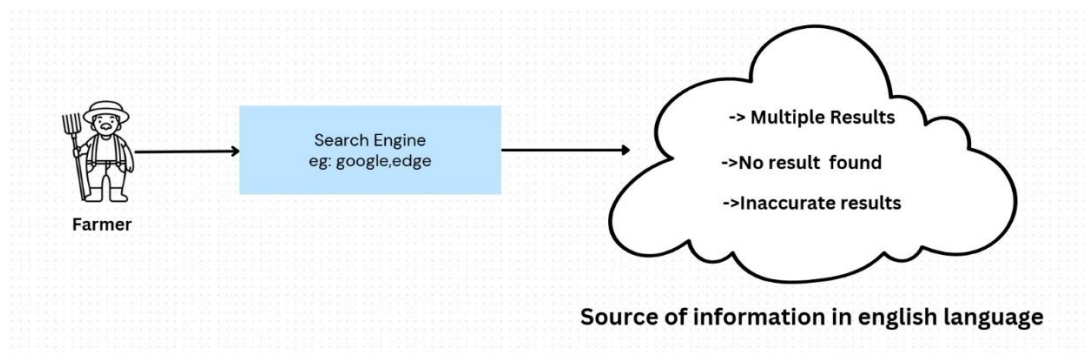 Farmer
Search Engine
eg: google,edge
-> Multiple Results
->No result found
->Inaccurate results
Source of information in english language